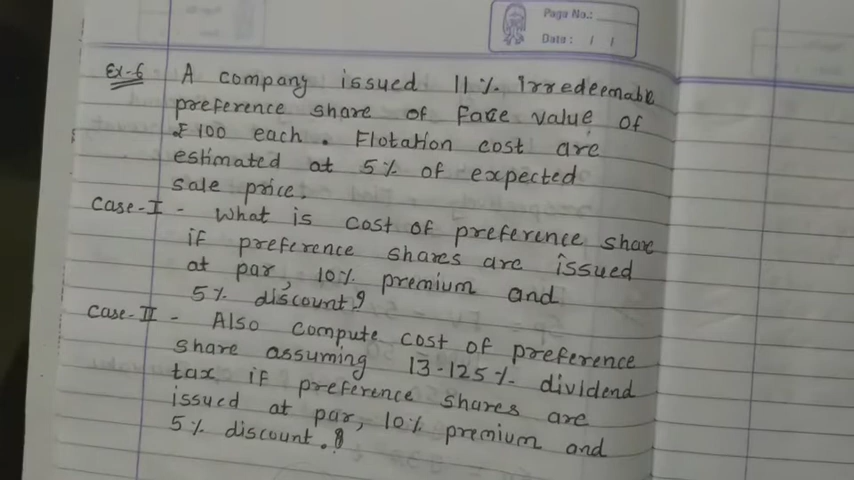 Page No.:
Date: / /
Ex-6 A company issued 11% Irredeemable
preference share of face value of
₹100 each. Flotation cost are
estimated at 5% of expected
sale price.
Case-I - What is cost of preference share
if preference shares are issued
at par, 10% premium and
5% discount?
Case-II - Also compute cost of preference
share assuming 13.125% dividend
tax if preference shares are
issued at par, 10% premium and
5% discount.?